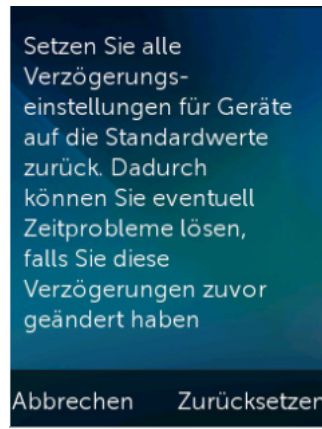 Setzen Sie alle
Verzögerungs-
einstellungen für Geräte
auf die Standardwerte
zurück. Dadurch
können Sie eventuell
Zeitprobleme lösen,
falls Sie diese
Verzögerungen zuvor
geändert haben
Abbrechen Zurücksetzen